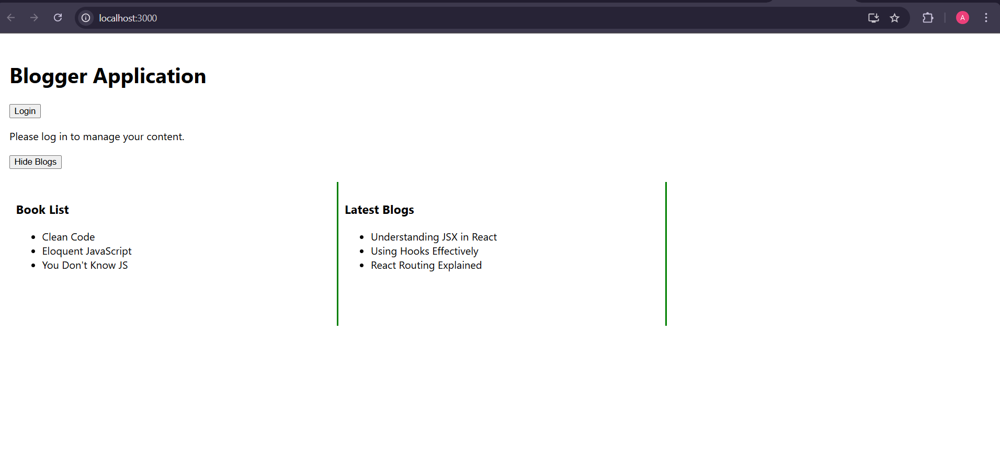 localhost:3000
A
Blogger Application
Login
Please log in to manage your content.
Hide Blogs
Book List
Clean Code
Eloquent JavaScript
You Don't Know JS
Latest Blogs
Understanding JSX in React
Using Hooks Effectively
React Routing Explained